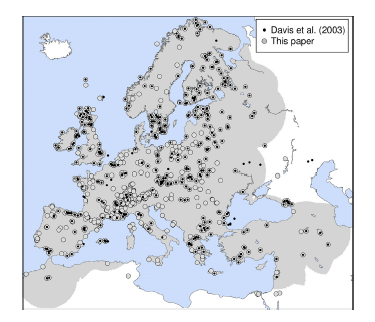 Davis et al. (2003)
This paper